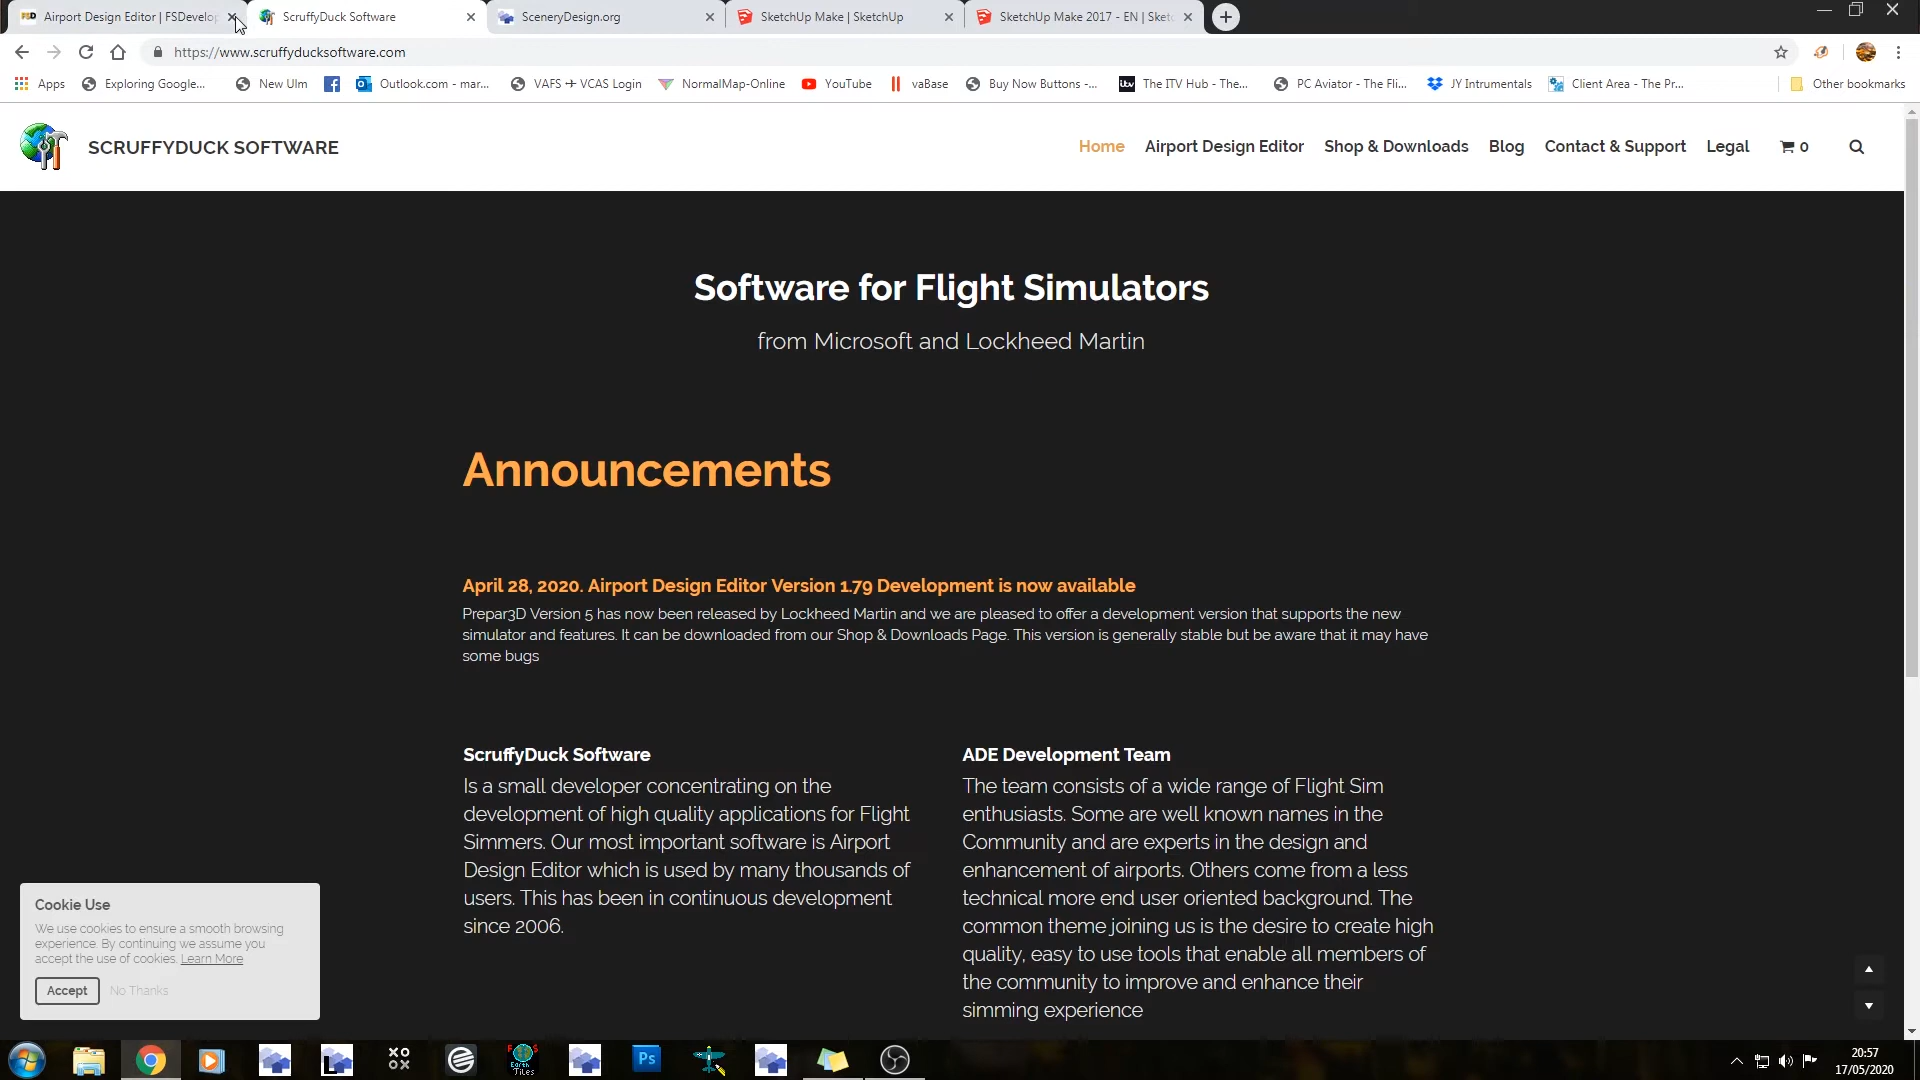 FSD Airport Design Editor | FSDevelop
ScruffyDuck Software
SceneryDesign.org
SketchUp Make | SketchUp
SketchUp Make 2017 - EN | Sketc
https://www.scruffyducksoftware.com
Apps
Exploring Google...
New Ulm
Outlook.com - mar...
VAFS ✈ VCAS Login
NormalMap-Online
YouTube
vaBase
Buy Now Buttons -...
itv The ITV Hub - The...
PC Aviator - The Fli...
JY Intrumentals
Client Area - The Pr...
Other bookmarks
SCRUFFYDUCK SOFTWARE
Home
Airport Design Editor
Shop & Downloads
Blog
Contact & Support
Legal
0
Software for Flight Simulators
from Microsoft and Lockheed Martin
Announcements
April 28, 2020. Airport Design Editor Version 1.79 Development is now available
Prepar3D Version 5 has now been released by Lockheed Martin and we are pleased to offer a development version that supports the new
simulator and features. It can be downloaded from our Shop & Downloads Page. This version is generally stable but be aware that it may have
some bugs
ScruffyDuck Software
Is a small developer concentrating on the
development of high quality applications for Flight
Simmers. Our most important software is Airport
Design Editor which is used by many thousands of
users. This has been in continuous development
since 2006.
ADE Development Team
The team consists of a wide range of Flight Sim
enthusiasts. Some are well known names in the
Community and are experts in the design and
enhancement of airports. Others come from a less
technical more end user oriented background. The
common theme joining us is the desire to create high
quality, easy to use tools that enable all members of
the community to improve and enhance their
simming experience
Cookie Use
We use cookies to ensure a smooth browsing
experience. By continuing we assume you
accept the use of cookies. Learn More
Accept
No Thanks
L
FS
Earth
Tiles
Ps
20:57
17/05/2020